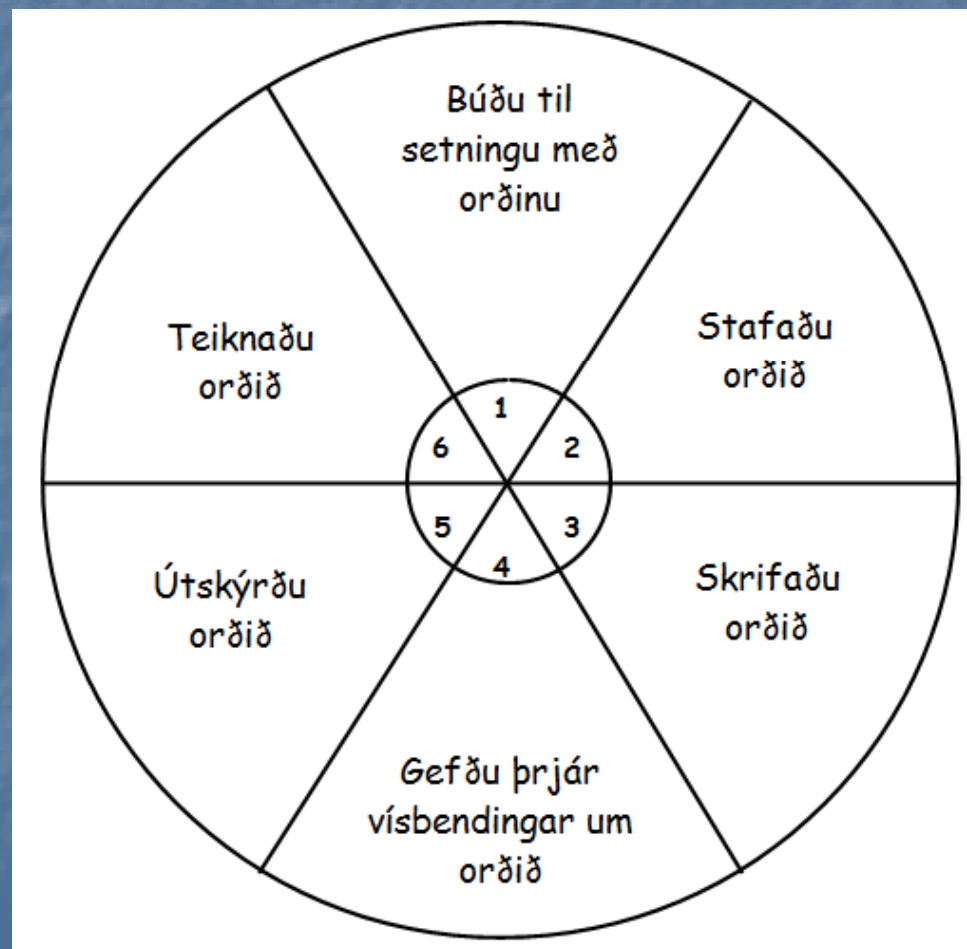 Búðu til
setningu með
orðinu
Stafaðu
orðið
Skrifaðu
orðið
Gefðu þrjár
vísbendingar um
orðið
Útskýrðu
orðið
Teiknaðu
orðið
1
2
3
4
5
6